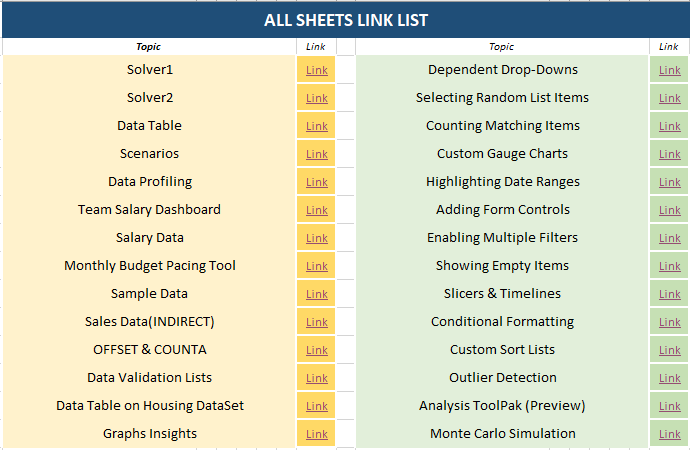 ALL SHEETS LINK LIST
Topic Link Topic Link
Solver1 Link Dependent Drop-Downs Link
Solver2 Link Selecting Random List Items Link
Data Table Link Counting Matching Items Link
Scenarios Link Custom Gauge Charts Link
Data Profiling Link Highlighting Date Ranges Link
Team Salary Dashboard Link Adding Form Controls Link
Salary Data Link Enabling Multiple Filters Link
Monthly Budget Pacing Tool Link Showing Empty Items Link
Sample Data Link Slicers & Timelines Link
Sales Data(INDIRECT) Link Conditional Formatting Link
OFFSET & COUNTA Link Custom Sort Lists Link
Data Validation Lists Link Outlier Detection Link
Data Table on Housing DataSet Link Analysis ToolPak (Preview) Link
Graphs Insights Link Monte Carlo Simulation Link